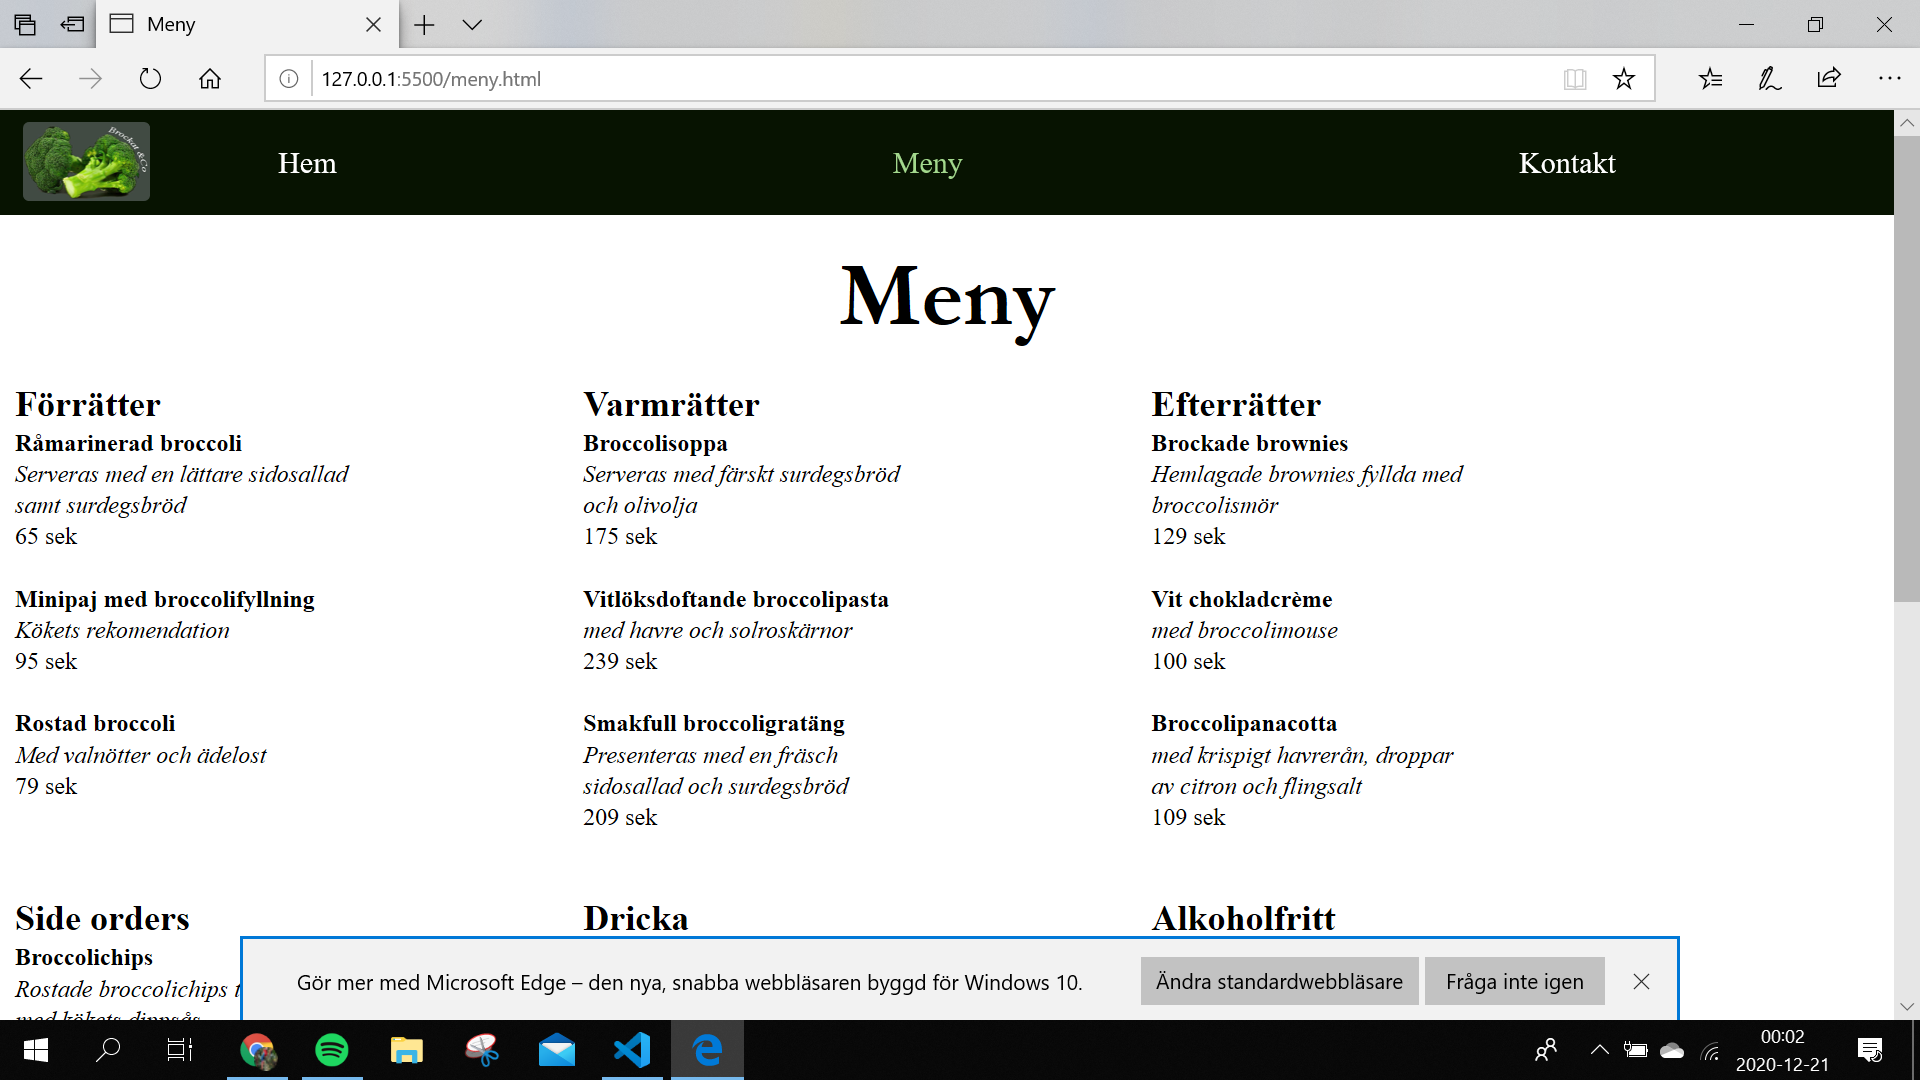 Meny
127.0.0.1:5500/meny.html
Brockat &Co
Hem
Meny
Kontakt
Meny
Förrätter
Råmarinerad broccoli
Serveras med en lättare sidosallad
samt surdegsbröd
65 sek
Minipaj med broccolifyllning
Kökets rekomendation
95 sek
Rostad broccoli
Med valnötter och ädelost
79 sek
Varmrätter
Broccolisoppa
Serveras med färskt surdegsbröd
och olivolja
175 sek
Vitlöksdoftande broccolipasta
med havre och solroskärnor
239 sek
Smakfull broccoligratäng
Presenteras med en fräsch
sidosallad och surdegsbröd
209 sek
Efterrätter
Brockade brownies
Hemlagade brownies fyllda med
broccolismör
129 sek
Vit chokladcrème
med broccolimouse
100 sek
Broccolipanacotta
med krispigt havrerån, droppar
av citron och flingsalt
109 sek
Side orders
Broccolichips
Rostade broccolichips t
med kökets dippsås
Dricka
Alkoholfritt
Gör mer med Microsoft Edge – den nya, snabba webbläsaren byggd för Windows 10.
Ändra standardwebbläsare
Fråga inte igen
00:02
2020-12-21